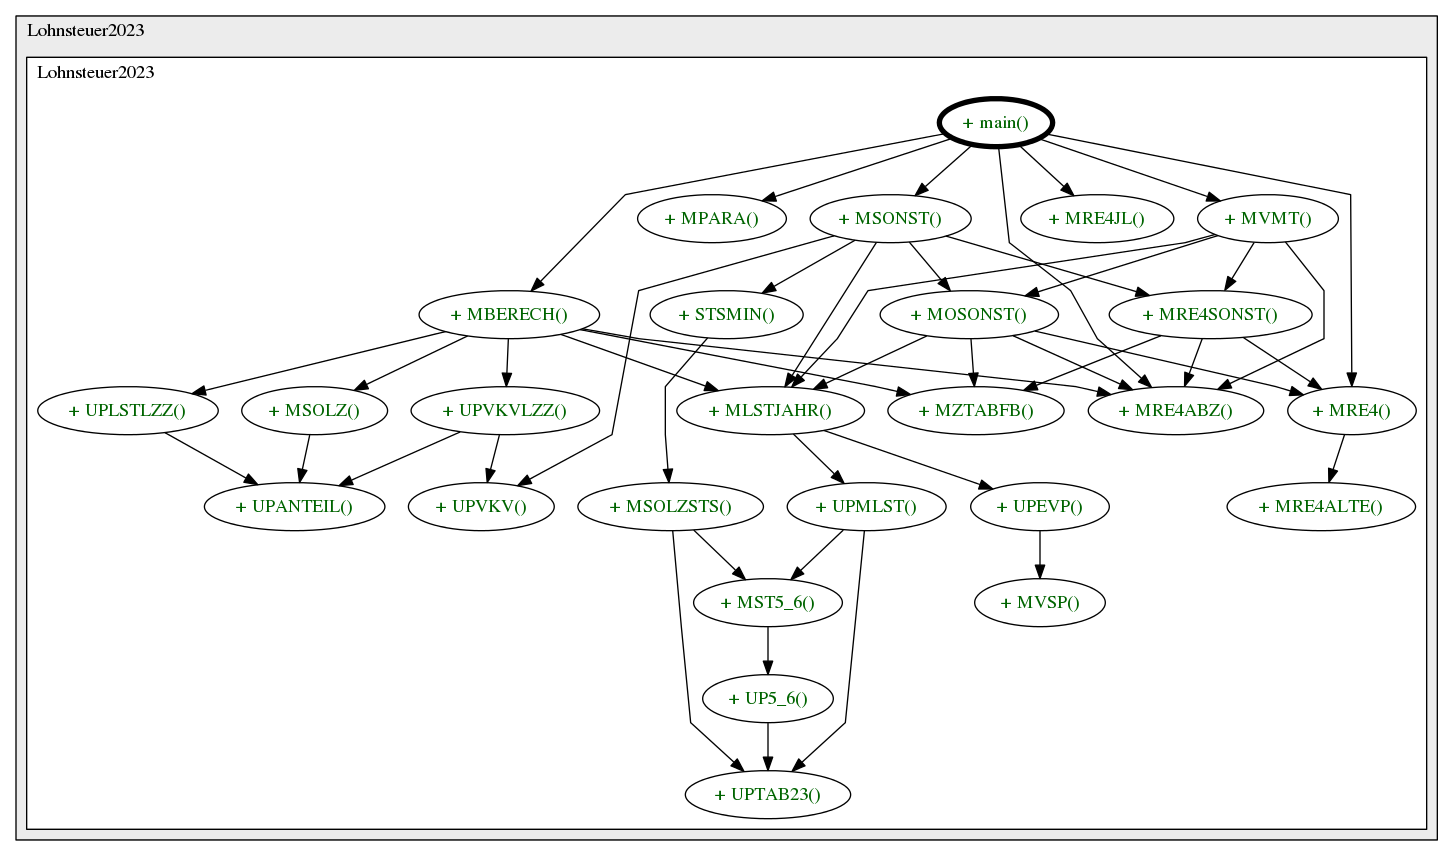 Lohnsteuer2023
Lohnsteuer2023
+ main()
+ MPARA()
+ MSONST()
+ MRE4JL()
+ MVMT()
+ MBERECH()
+ STSMIN()
+ MOSONST()
+ MRE4SONST()
+ UPLSTLZZ()
+ MSOLZ()
+ UPVKVLZZ()
+ MLSTJAHR()
+ MZTABFB()
+ MRE4ABZ()
+ MRE4()
+ UPANTEIL()
+ UPVKV()
+ MSOLZSTS()
+ UPMLST()
+ UPEVP()
+ MRE4ALTE()
+ MST5_6()
+ MVSP()
+ UP5_6()
+ UPTAB23()